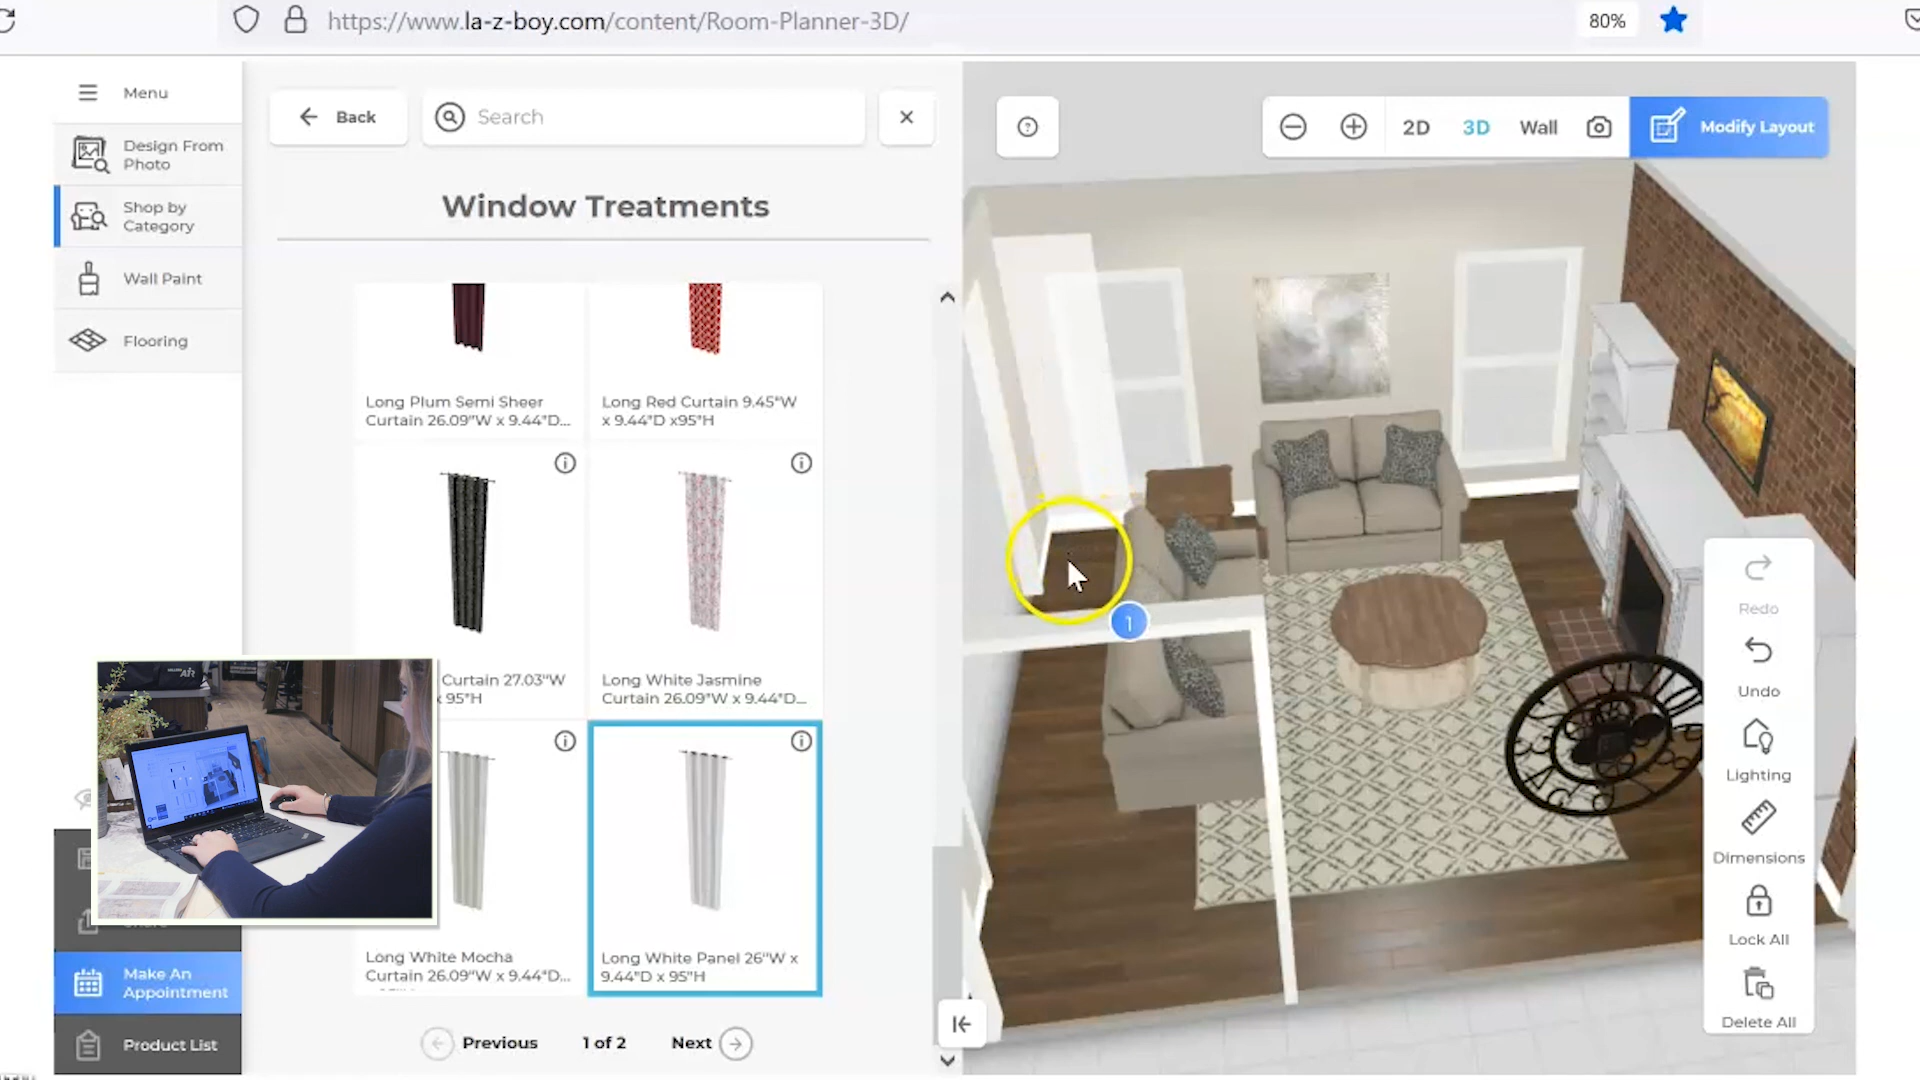 https://www.la-z-boy.com/content/Room-Planner-3D/
80%
Menu
Design From
Photo
Shop by
Category
Wall Paint
Flooring
Make An
Appointment
Product List
Back
Search
Window Treatments
Long Plum Semi Sheer
Curtain 26.09"W x 9.44"D...
Long Red Curtain 9.45"W
x 9.44"D x95"H
Curtain 27.03"W
x 95"H
Long White Jasmine
Curtain 26.09"W x 9.44"D...
Long White Mocha
Curtain 26.09"W x 9.44"D...
Long White Panel 26"W x
9.44"D x 95"H
Previous
1 of 2
Next
?
2D
3D
Wall
Modify Layout
1
Redo
Undo
Lighting
Dimensions
Lock All
Delete All
AIR